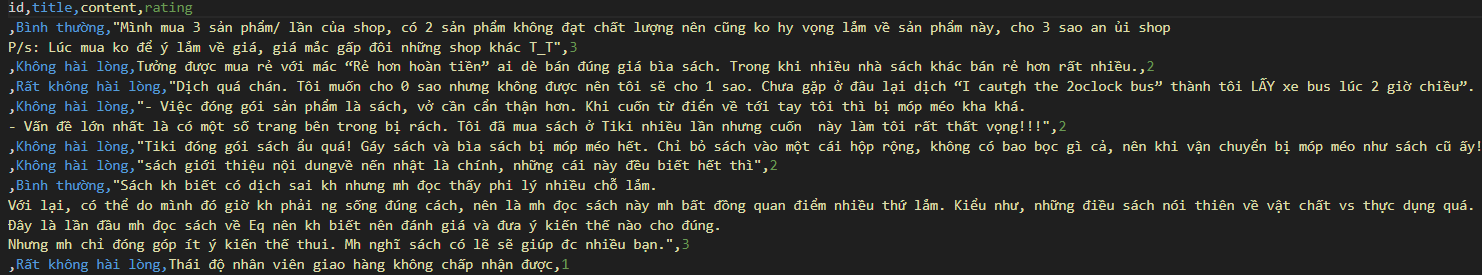 id,title,content,rating
,Bình thường,"Mình mua 3 sản phẩm/ lần của shop, có 2 sản phẩm không đạt chất lượng nên cũng ko hy vọng lắm về sản phẩm này, cho 3 sao an ủi shop
P/s: Lúc mua ko để ý lắm về giá, giá mắc gấp đôi những shop khác T_T",3
,Không hài lòng,Tưởng được mua rẻ với mác “Rẻ hơn hoàn tiền” ai dè bán đúng giá bìa sách. Trong khi nhiều nhà sách khác bán rẻ hơn rất nhiều.,2
,Rất không hài lòng,"Dịch quá chán. Tôi muốn cho 0 sao nhưng không được nên tôi sẽ cho 1 sao. Chưa gặp ở đâu lại dịch “I cautgh the 2oclock bus” thành tôi LẤY xe bus lúc 2 giờ chiều”.
,Không hài lòng,"- Việc đóng gói sản phẩm là sách, vở cần cẩn thận hơn. Khi cuốn từ điển về tới tay tôi thì bị móp méo kha khá.
- Vấn đề lớn nhất là có một số trang bên trong bị rách. Tôi đã mua sách ở Tiki nhiều lần nhưng cuốn  này làm tôi rất thất vọng!!!",2
,Không hài lòng,"Tiki đóng gói sách ẩu quá! Gáy sách và bìa sách bị móp méo hết. Chỉ bỏ sách vào một cái hộp rộng, không có bao bọc gì cả, nên khi vận chuyển bị móp méo như sách cũ ấy!
,Không hài lòng,"sách giới thiệu nội dungvề nến nhật là chính, những cái này đều biết hết thì",2
,Bình thường,"Sách kh biết có dịch sai kh nhưng mh đọc thấy phi lý nhiều chỗ lắm.
Với lại, có thể do mình đó giờ kh phải ng sống đúng cách, nên là mh đọc sách này mh bất đồng quan điểm nhiều thứ lắm. Kiểu như, những điều sách nói thiên về vật chất vs thực dụng quá.
Đây là lần đầu mh đọc sách về Eq nên kh biết nên đánh giá và đưa ý kiến thế nào cho đúng.
Nhưng mh chỉ đóng góp ít ý kiến thế thui. Mh nghĩ sách có lẽ sẽ giúp đc nhiều bạn.",3
,Rất không hài lòng,Thái độ nhân viên giao hàng không chấp nhận được,1